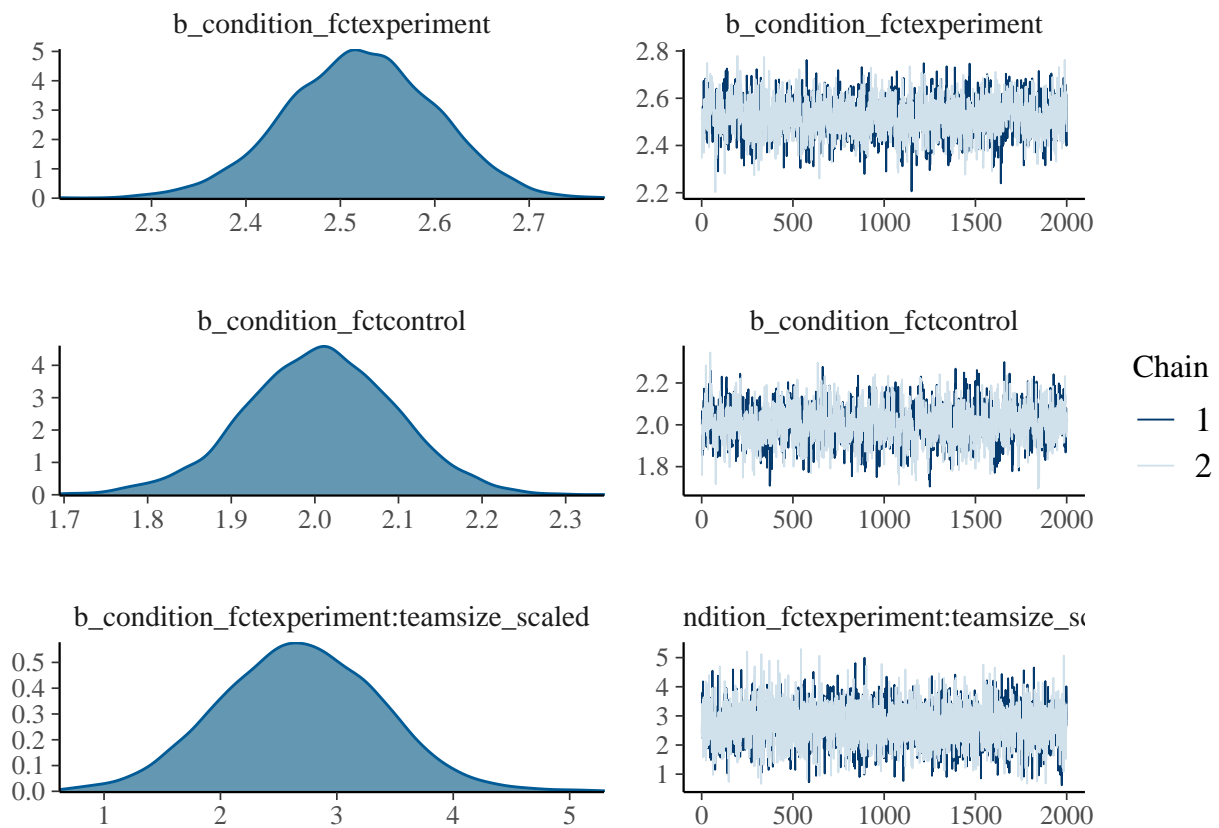 b_condition_fctexperiment
5
4
3
2
1
0
2.3 2.4 2.5 2.6 2.7
b_condition_fctexperiment
2.8
2.6
2.4
2.2
0 500 1000 1500 2000
b_condition_fctcontrol
4
3
2
1
0
1.7 1.8 1.9 2.0 2.1 2.2 2.3
b_condition_fctcontrol
2.2
2.0
1.8
0 500 1000 1500 2000
Chain
1
2
b_condition_fctexperiment:teamsize_scaled
0.5
0.4
0.3
0.2
0.1
0.0
1 2 3 4 5
ndition_fctexperiment:teamsize_sc
5
4
3
2
1
0 500 1000 1500 2000